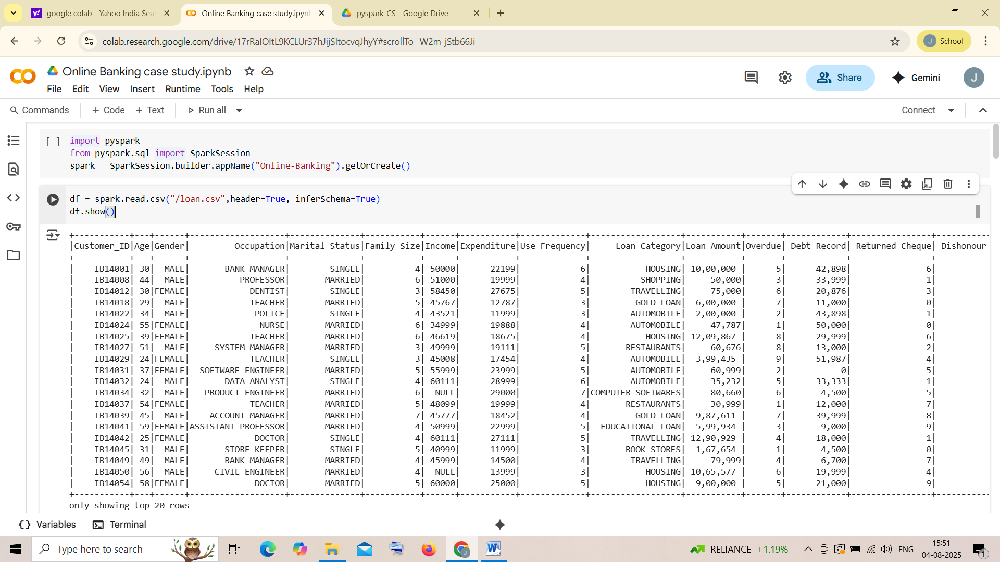 google colab - Yahoo India Sea
Online Banking case study.ipynb
pyspark-CS - Google Drive
colab.research.google.com/drive/17rRaIOItL9KCLUr37hJijSItocvqJhyY#scrollTo=W2m_jStb66Ji
J School
Online Banking case study.ipynb
Share
Gemini
J
File Edit View Insert Runtime Tools Help
Commands + Code + Text Run all
Connect
[ ] import pyspark
from pyspark.sql import SparkSession
spark = SparkSession.builder.appName("Online-Banking").getOrCreate()
df = spark.read.csv("/loan.csv",header=True, inferSchema=True)
df.show()
+-----------+---+------+-------------------+--------------+-----------+------+-----------+-------------+------------------+-----------+-------+------------+----------------+----------
|Customer_ID|Age|Gender| Occupation|Marital Status|Family Size|Income|Expenditure|Use Frequency| Loan Category|Loan Amount|Overdue| Debt Record| Returned Cheque| Dishonour
+-----------+---+------+-------------------+--------------+-----------+------+-----------+-------------+------------------+-----------+-------+------------+----------------+----------
| IB14001| 30| MALE| BANK MANAGER| SINGLE| 4| 50000| 22199| 6| HOUSING| 10,00,000 | 5| 42,898| 6|
| IB14008| 44| MALE| PROFESSOR| MARRIED| 6| 51000| 19999| 4| SHOPPING| 50,000| 3| 33,999| 1|
| IB14012| 30|FEMALE| DENTIST| SINGLE| 3| 58450| 27675| 5| TRAVELLING| 75,000| 6| 20,876| 3|
| IB14018| 29| MALE| TEACHER| MARRIED| 5| 45767| 12787| 3| GOLD LOAN| 6,00,000 | 7| 11,000| 0|
| IB14022| 34| MALE| POLICE| SINGLE| 4| 43521| 11999| 3| AUTOMOBILE| 2,00,000 | 2| 43,898| 1|
| IB14024| 55|FEMALE| NURSE| MARRIED| 6| 34999| 19888| 4| AUTOMOBILE| 47,787| 1| 50,000| 0|
| IB14025| 39|FEMALE| TEACHER| MARRIED| 6| 46619| 18675| 4| HOUSING| 12,09,867 | 8| 29,999| 6|
| IB14027| 51| MALE| SYSTEM MANAGER| MARRIED| 3| 49999| 19111| 5| RESTAURANTS| 60,676| 8| 13,000| 2|
| IB14029| 24|FEMALE| TEACHER| SINGLE| 3| 45008| 17454| 4| AUTOMOBILE| 3,99,435 | 9| 51,987| 4|
| IB14031| 37|FEMALE| SOFTWARE ENGINEER| MARRIED| 5| 55999| 23999| 5| AUTOMOBILE| 60,999| 2| 0| 5|
| IB14032| 24| MALE| DATA ANALYST| SINGLE| 4| 60111| 28999| 6| AUTOMOBILE| 35,232| 5| 33,333| 1|
| IB14034| 32| MALE| PRODUCT ENGINEER| MARRIED| 6| NULL| 29000| 7|COMPUTER SOFTWARES| 80,660| 6| 4,500| 5|
| IB14037| 54|FEMALE| TEACHER| MARRIED| 5| 48099| 19999| 4| RESTAURANTS| 30,999| 1| 12,000| 7|
| IB14039| 45| MALE| ACCOUNT MANAGER| MARRIED| 7| 45777| 18452| 4| GOLD LOAN| 9,87,611 | 7| 39,999| 8|
| IB14041| 59|FEMALE|ASSISTANT PROFESSOR| MARRIED| 4| 50999| 22999| 5| EDUCATIONAL LOAN| 5,99,934 | 3| 9,000| 9|
| IB14042| 25|FEMALE| DOCTOR| SINGLE| 4| 60111| 27111| 5| TRAVELLING| 12,90,929 | 4| 18,000| 1|
| IB14045| 31| MALE| STORE KEEPER| SINGLE| 5| 40999| 11999| 3| BOOK STORES| 1,67,654 | 1| 4,500| 0|
| IB14049| 49| MALE| BANK MANAGER| MARRIED| 4| 45999| 14500| 4| TRAVELLING| 79,999| 4| 6,700| 7|
| IB14050| 56| MALE| CIVIL ENGINEER| MARRIED| 4| NULL| 13999| 3| HOUSING| 10,65,577 | 6| 19,999| 4|
| IB14054| 58|FEMALE| DOCTOR| MARRIED| 5| 60000| 25000| 5| HOUSING| 9,00,000 | 5| 21,000| 9|
+-----------+---+------+-------------------+--------------+-----------+------+-----------+-------------+------------------+-----------+-------+------------+----------------+----------
only showing top 20 rows
{} Variables Terminal
Type here to search
RELIANCE +1.19%
ENG
15:51
04-08-2025
1